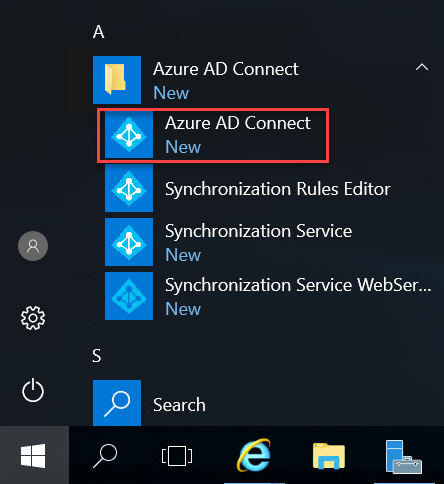 A
Azure AD Connect
New
Azure AD Connect
New
Synchronization Rules Editor
Synchronization Service
New
Synchronization Service WebSer...
New
S
Search